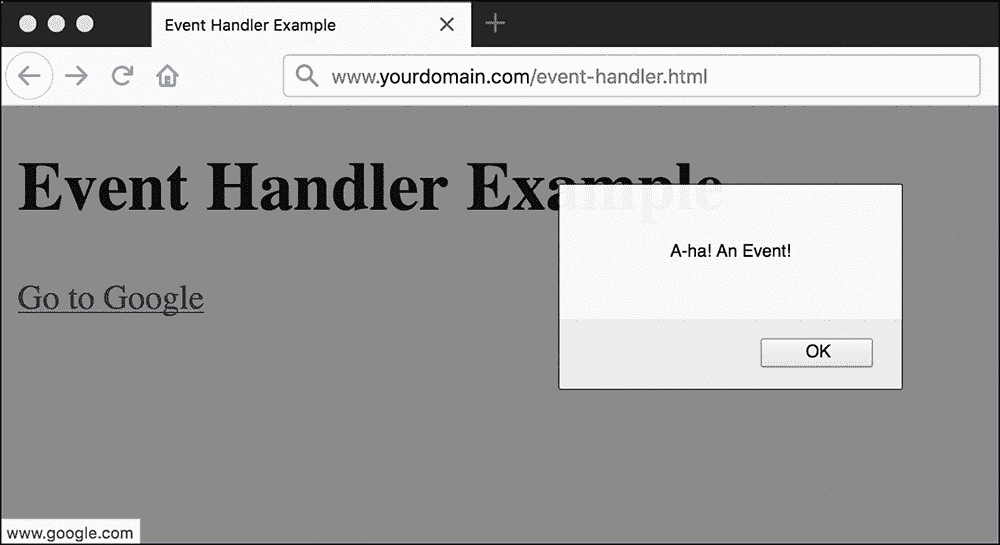 Event Handler Example
www.yourdomain.com/event-handler.html
Event Handler Example
A-ha! An Event!
Go to Google
OK
www.google.com